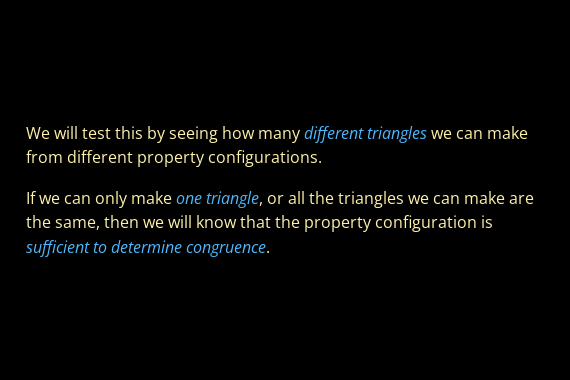 We will test this by seeing how many different triangles we can make
from different property configurations.
If we can only make one triangle, or all the triangles we can make are
the same, then we will know that the property configuration is
sufficient to determine congruence.